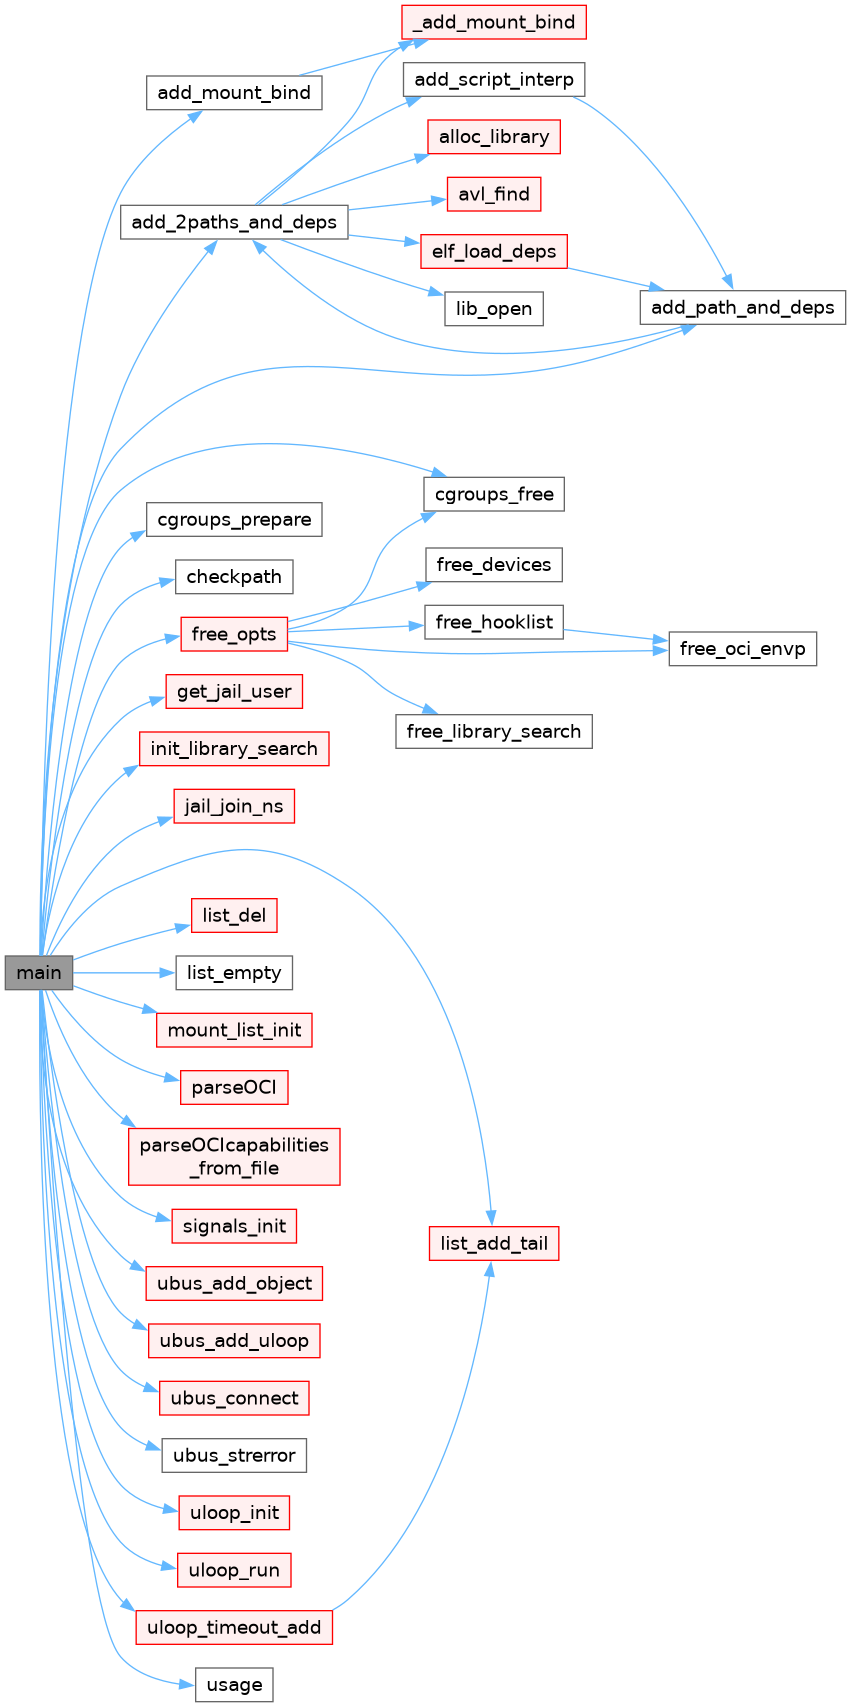 _add_mount_bind
add_script_interp
add_mount_bind
alloc_library
avl_find
add_2paths_and_deps
elf_load_deps
lib_open
add_path_and_deps
cgroups_free
cgroups_prepare
free_devices
checkpath
free_hooklist
free_opts
free_oci_envp
get_jail_user
free_library_search
init_library_search
jail_join_ns
list_del
main
list_empty
mount_list_init
parseOCI
parseOCIcapabilities
_from_file
signals_init
list_add_tail
ubus_add_object
ubus_add_uloop
ubus_connect
ubus_strerror
uloop_init
uloop_run
uloop_timeout_add
usage